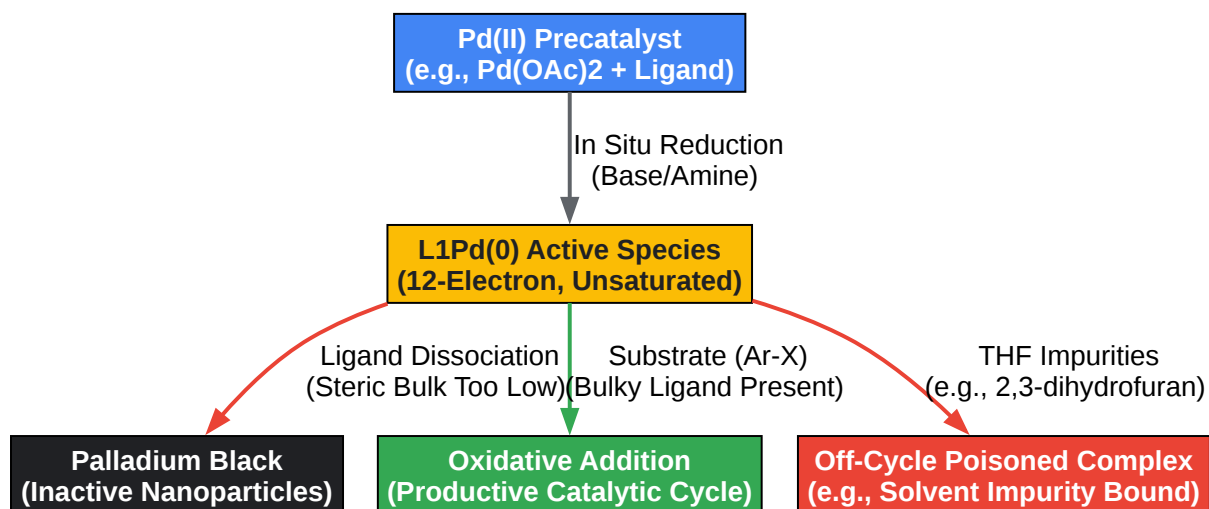 Pd(II) Precatalyst
(e.g., Pd(OAc)2 + Ligand)
In Situ Reduction
(Base/Amine)
L1Pd(0) Active Species
(12-Electron, Unsaturated)
Ligand Dissociation
(Steric Bulk Too Low)
Substrate (Ar-X)
(Bulky Ligand Present)
THF Impurities
(e.g., 2,3-dihydrofuran)
Palladium Black
(Inactive Nanoparticles)
Oxidative Addition
(Productive Catalytic Cycle)
Off-Cycle Poisoned Complex
(e.g., Solvent Impurity Bound)